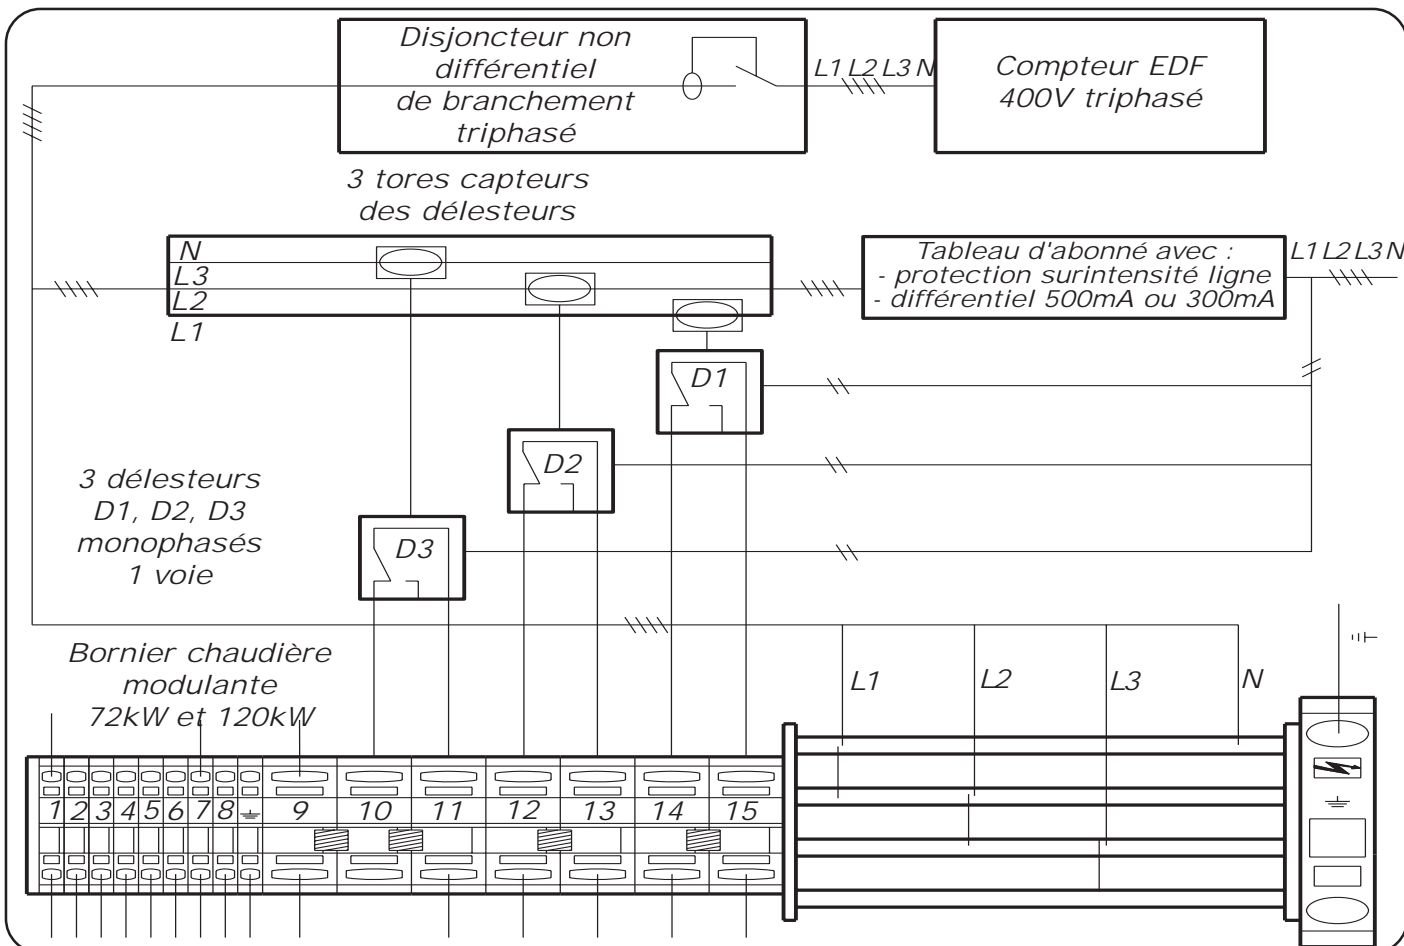 Disjoncteur non
différentiel
de branchement
triphasé
L1 L2 L3 N
Compteur EDF
400V triphasé
3 tores capteurs
des délesteurs
N
L3
L2
L1
Tableau d'abonné avec :
- protection surintensité ligne
- différentiel 500mA ou 300mA
L1 L2 L3 N
D1
D2
D3
3 délesteurs
D1, D2, D3
monophasés
1 voie
Bornier chaudière
modulante
72kW et 120kW
L1 L2 L3 N
1 2 3 4 5 6 7 8 9 10 11 12 13 14 15